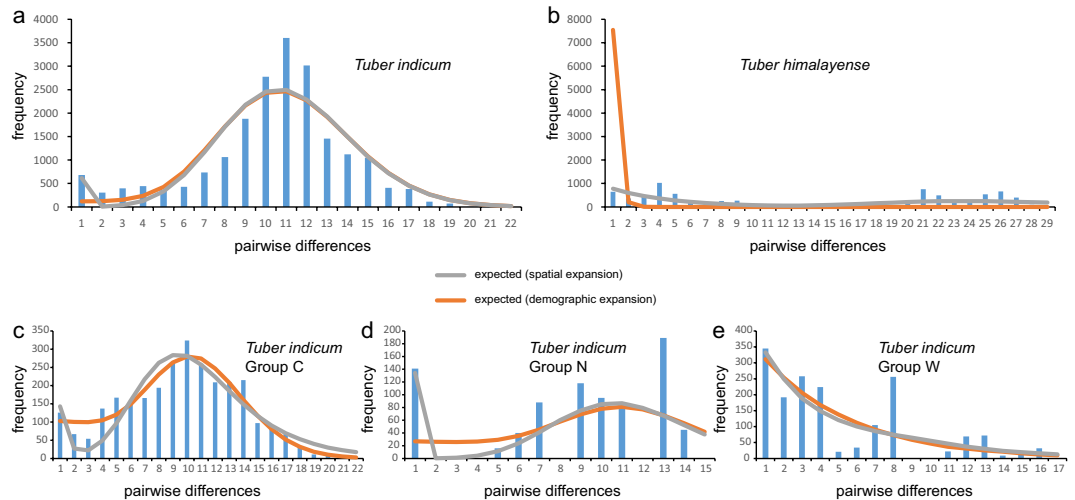 a
4000
3500
3000
2500
2000
1500
1000
500
0
frequency
Tuber indicum
1 2 3 4 5 6 7 8 9 10 11 12 13 14 15 16 17 18 19 20 21 22
pairwise differences
b
8000
7000
6000
5000
4000
3000
2000
1000
0
frequency
Tuber himalayense
1 2 3 4 5 6 7 8 9 10 11 12 13 14 15 16 17 18 19 20 21 22 23 24 25 26 27 28 29
pairwise differences
expected (spatial expansion)
expected (demographic expansion)
c
350
300
250
200
150
100
50
0
frequency
Tuber indicum
Group C
1 2 3 4 5 6 7 8 9 10 11 12 13 14 15 16 17 18 19 20 21 22
pairwise differences
d
200
180
160
140
120
100
80
60
40
20
0
frequency
Tuber indicum
Group N
1 2 3 4 5 6 7 8 9 10 11 12 13 14 15
pairwise differences
e
400
350
300
250
200
150
100
50
0
frequency
Tuber indicum
Group W
1 2 3 4 5 6 7 8 9 10 11 12 13 14 15 16 17
pairwise differences